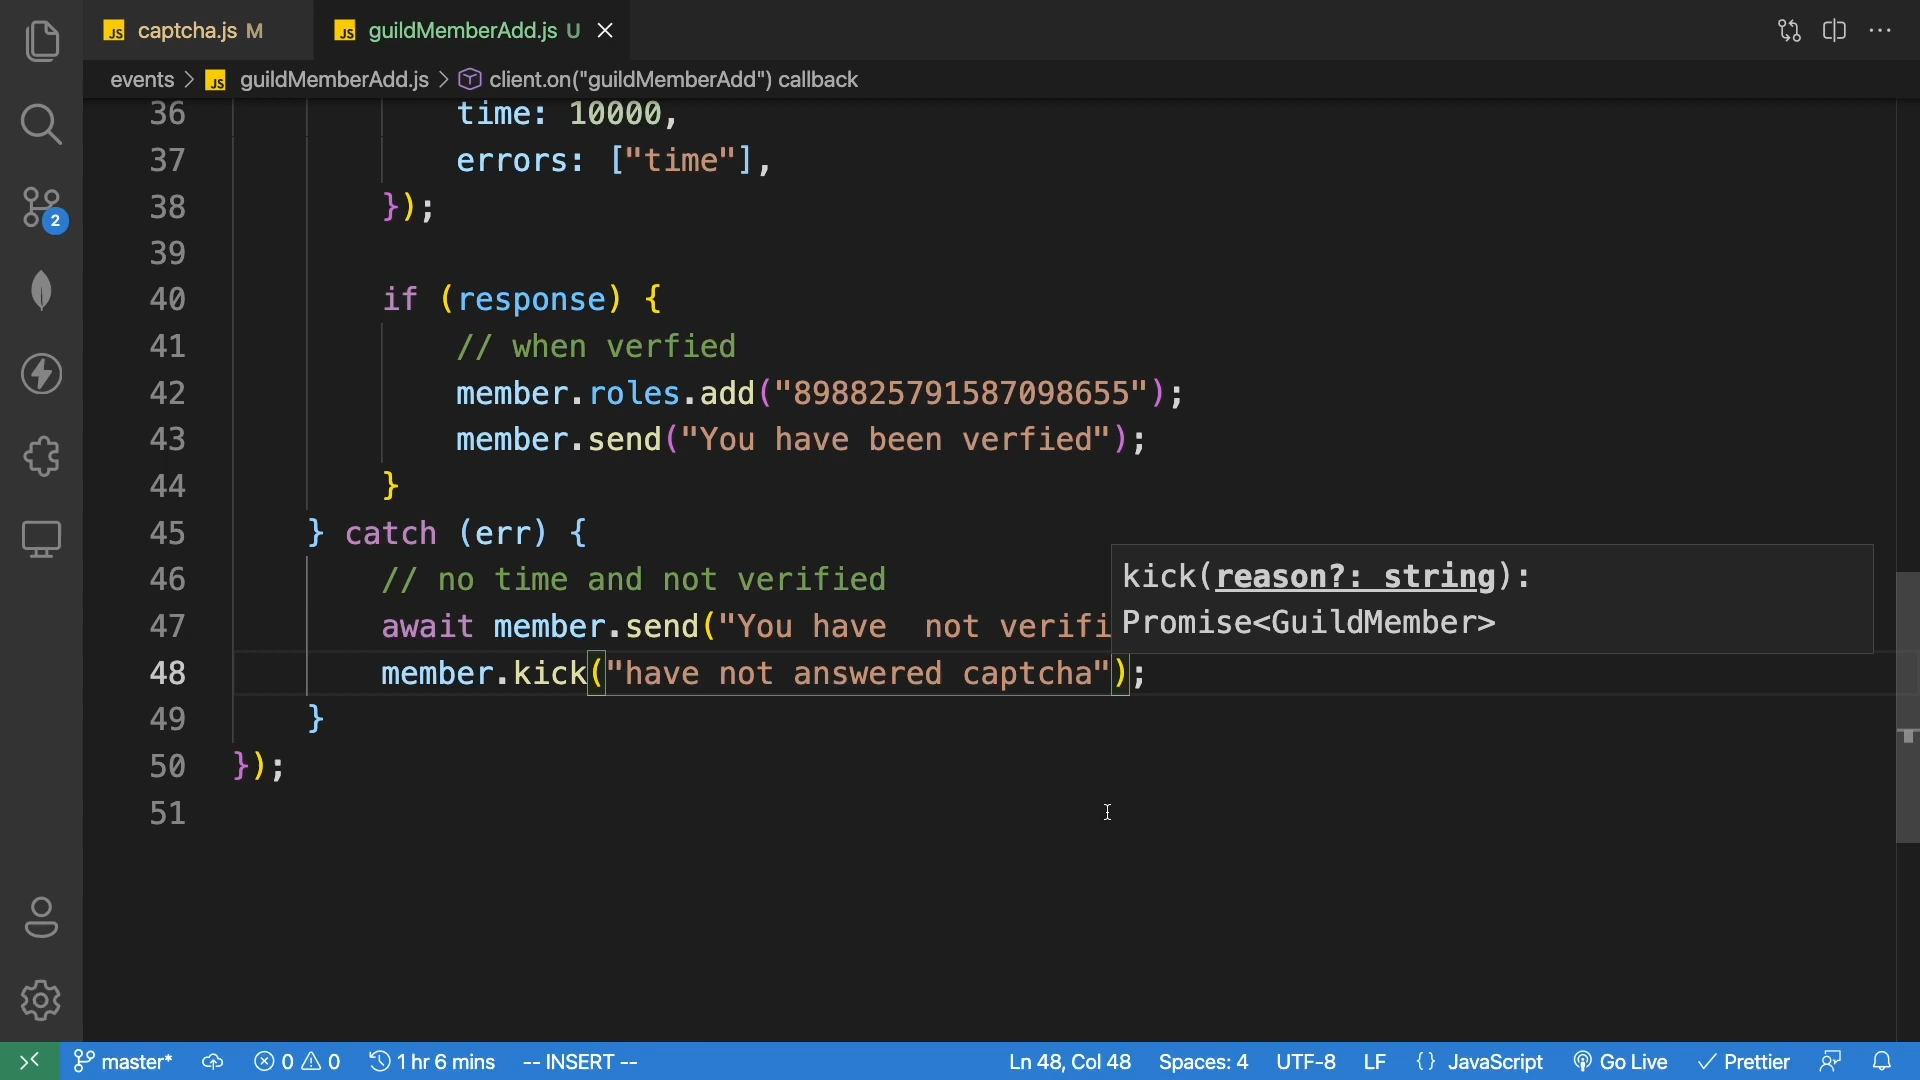 JS captcha.js M
JS guildMemberAdd.js U
events > JS guildMemberAdd.js > client.on("guildMemberAdd") callback
36 time: 10000,
37 errors: ["time"],
38 });
39
40 if (response) {
41 // when verfied
42 member.roles.add("898825791587098655");
43 member.send("You have been verfied");
44 }
45 } catch (err) {
46 // no time and not verified
47 await member.send("You have  not verifi
48 member.kick("have not answered captcha");
49 }
50 });
51
kick(reason?: string):
Promise<GuildMember>
2
master* 0 0 1 hr 6 mins -- INSERT -- Ln 48, Col 48 Spaces: 4 UTF-8 LF {} JavaScript Go Live Prettier